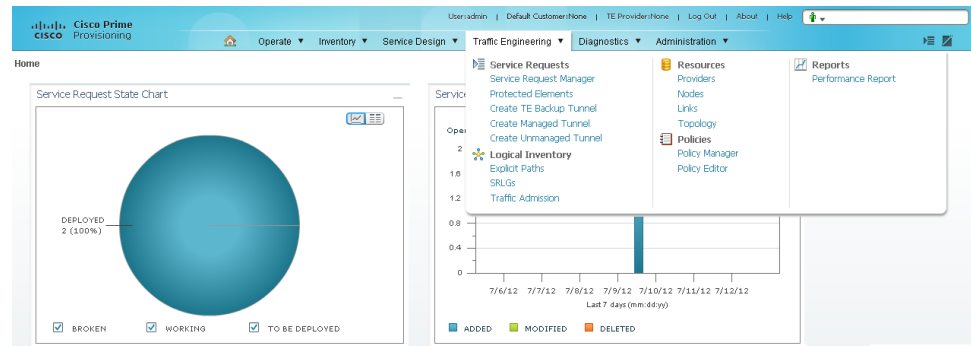 User:admin | Default Customer:None | TE Provider:None | Log Out | About | Help
cisco
Cisco Prime
Provisioning
Operate ▼ Inventory ▼ Service Design ▼ Traffic Engineering ▼ Diagnostics ▼ Administration ▼
Home
Service Request State Chart
DEPLOYED
2 (100%)
BROKEN WORKING TO BE DEPLOYED
Service Requests
Service Request Manager
Protected Elements
Create TE Backup Tunnel
Create Managed Tunnel
Create Unmanaged Tunnel
Logical Inventory
Explicit Paths
SRLGs
Traffic Admission
Resources
Providers
Nodes
Links
Topology
Policies
Policy Manager
Policy Editor
Reports
Performance Report
2
1.6
1.2
0.8
0.4
0
7/6/12 7/7/12 7/8/12 7/9/12 7/10/12 7/11/12 7/12/12
Last 7 days (mm:dd:yy)
ADDED MODIFIED DELETED